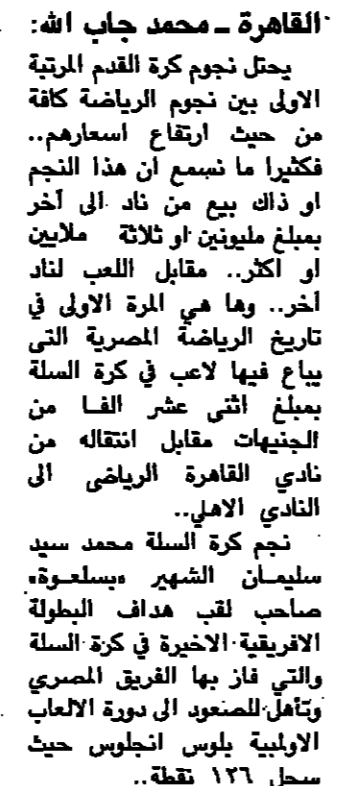 القاهرة ـ محمد جاب الله:
يحتل نجوم كرة القدم المرتبة
الاولى بين نجوم الرياضة كافة
من حيث ارتفاع اسعارهم..
فكثيرا ما نسمع ان هذا النجم
او ذاك بيع من ناد الى آخر
بمبلغ مليونين او ثلاثة ملايين
او اكثر.. مقابل اللعب لناد
آخر.. وها هي المرة الاولى في
تاريخ الرياضة المصرية التى
يباع فيها لاعب في كرة السلة
بمبلغ اثنى عشر الفا من
الجنيهات مقابل انتقاله من
نادي القاهرة الرياضى الى
النادي الاهلي..
نجم كرة السلة محمد سيد
سليمان الشهير «بسلعوة»
صاحب لقب هداف البطولة
الافريقية الاخيرة في كرة السلة
والتي فاز بها الفريق المصري
وتأهل للصعود الى دورة الالعاب
الاولمبية بلوس انجلوس حيث
سجل ١٢٦ نقطة..